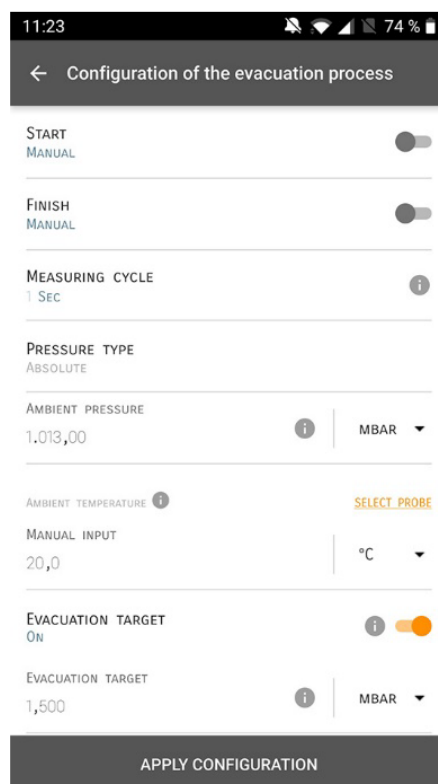 11:23 74 %
Configuration of the evacuation process
START
MANUAL
FINISH
MANUAL
MEASURING CYCLE
1 SEC
PRESSURE TYPE
ABSOLUTE
AMBIENT PRESSURE
1.013,00 MBAR
AMBIENT TEMPERATURE SELECT PROBE
MANUAL INPUT
20,0 °C
EVACUATION TARGET
ON
EVACUATION TARGET
1,500 MBAR
APPLY CONFIGURATION